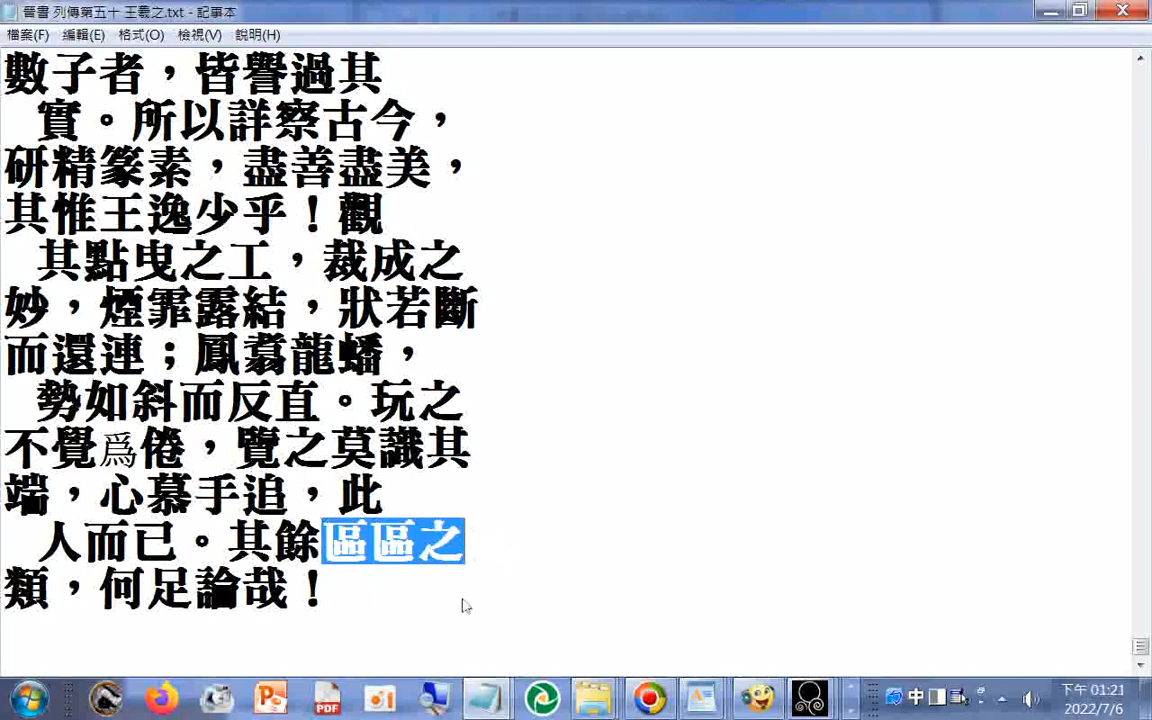 晉書 列傳第五十 王羲之.txt - 記事本
檔案(F) 編輯(E) 格式(O) 檢視(V) 說明(H)
數子者，皆譽過其
實。所以詳察古今，
研精篆素，盡善盡美，
其惟王逸少乎！觀
其點曳之工，裁成之
妙，煙霏露結，狀若斷
而還連；鳳翥龍蟠，
勢如斜而反直。玩之
不覺爲倦，覽之莫識其
端，心慕手追，此
人而已。其餘區區之
類，何足論哉！
PDF
中
下午 01:21
2022/7/6